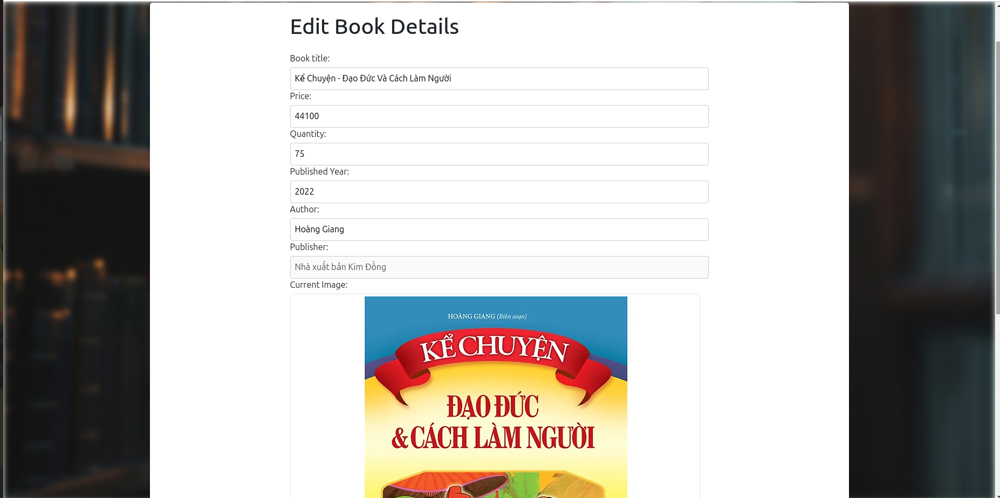 Edit Book Details
Book title:
Kể Chuyện - Đạo Đức Và Cách Làm Người
Price:
44100
Quantity:
75
Published Year:
2022
Author:
Hoàng Giang
Publisher:
Nhà xuất bản Kim Đồng
Current Image:
HOÀNG GIANG (Biên soạn)
KỂ CHUYỆN
ĐẠO ĐỨC
& CÁCH LÀM NGƯỜI